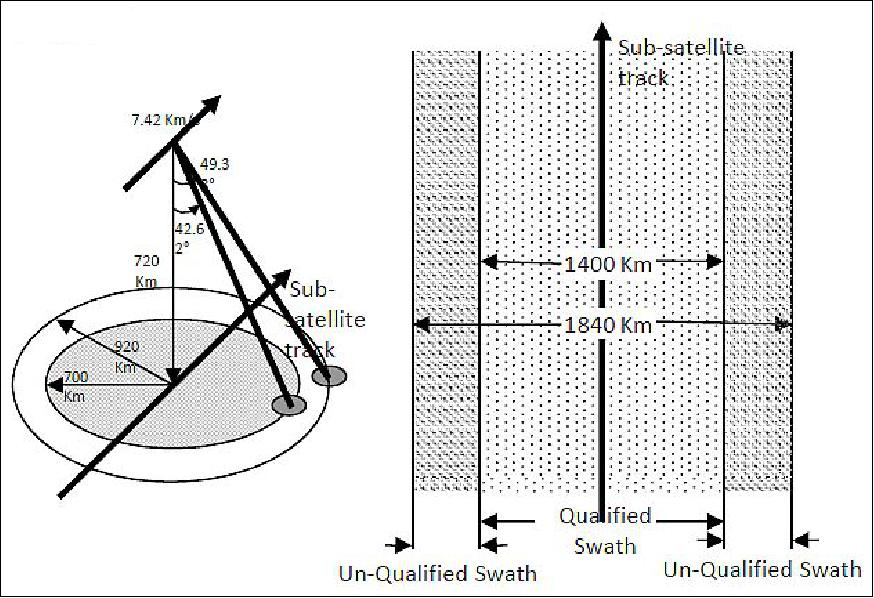 7.42 Km/s
49.3
3°
42.6
2°
720
Km
Sub-
satellite
track
920
Km
700
Km
Sub-satellite
track
1400 Km
1840 Km
Qualified
Swath
Un-Qualified Swath
Un-Qualified Swath